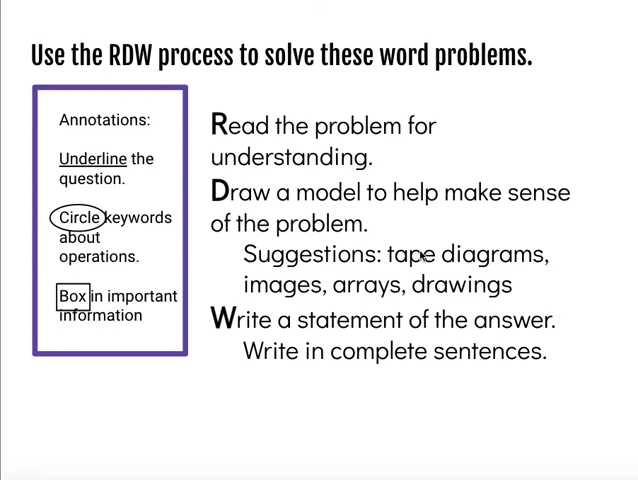 Use the RDW process to solve these word problems.
Annotations:
Underline the
question.
Circle keywords
about
operations.
Box in important
information
Read the problem for
understanding.
Draw a model to help make sense
of the problem.
Suggestions: tape diagrams,
images, arrays, drawings
Write a statement of the answer.
Write in complete sentences.